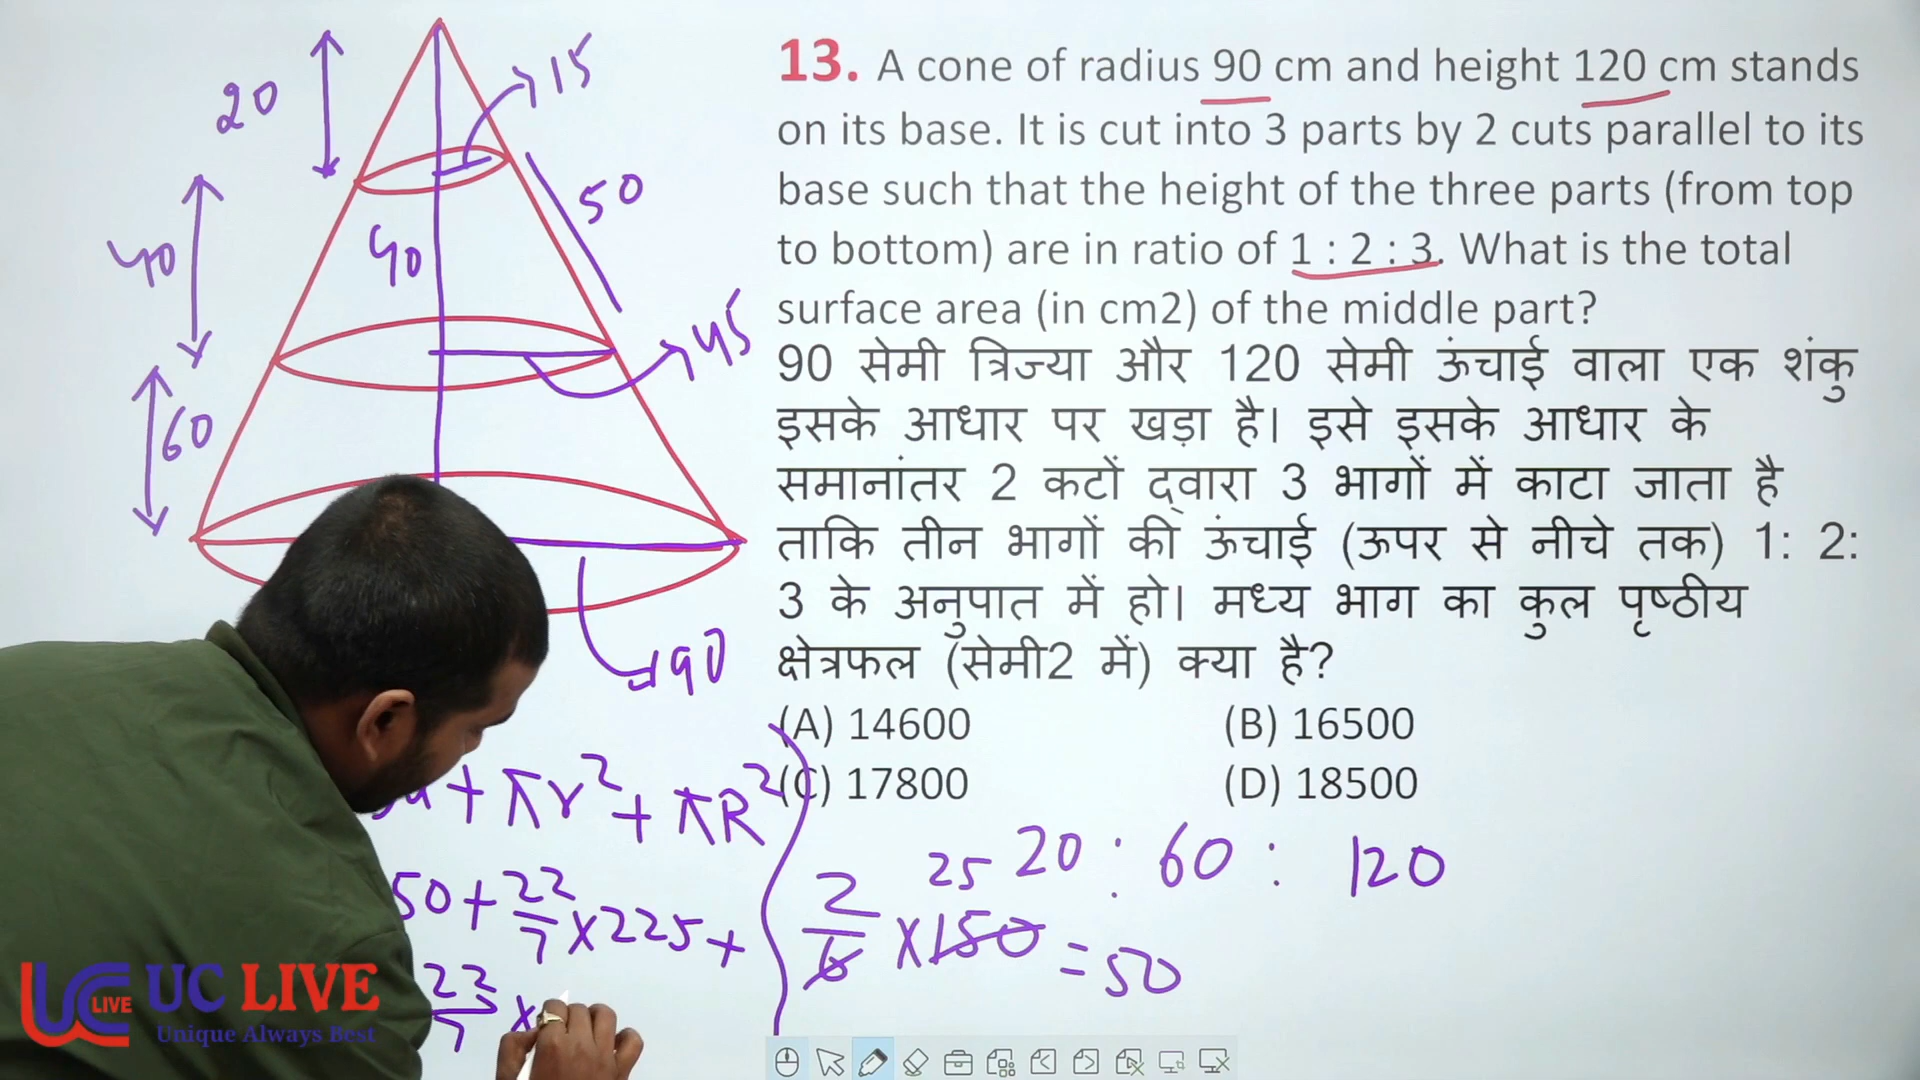 13. A cone of radius 90 cm and height 120 cm stands
on its base. It is cut into 3 parts by 2 cuts parallel to its
base such that the height of the three parts (from top
to bottom) are in ratio of 1 : 2 : 3. What is the total
surface area (in cm2) of the middle part?
90 सेमी त्रिज्या और 120 सेमी ऊंचाई वाला एक शंकु
इसके आधार पर खड़ा है। इसे इसके आधार के
समानांतर 2 कटों द्वारा 3 भागों में काटा जाता है
ताकि तीन भागों की ऊंचाई (ऊपर से नीचे तक) 1: 2:
3 के अनुपात में हो। मध्य भाग का कुल पृष्ठीय
क्षेत्रफल (सेमी2 में) क्या है?
(A) 14600 (B) 16500
(C) 17800 (D) 18500
20
15
50
40
40
45
60
90
+ πr² + πR²
50 + 22/7 × 225 +
22/7 ×
20 : 60 : 120
25
2/6 × 150 = 50
UC LIVE
LIVE
Unique Always Best